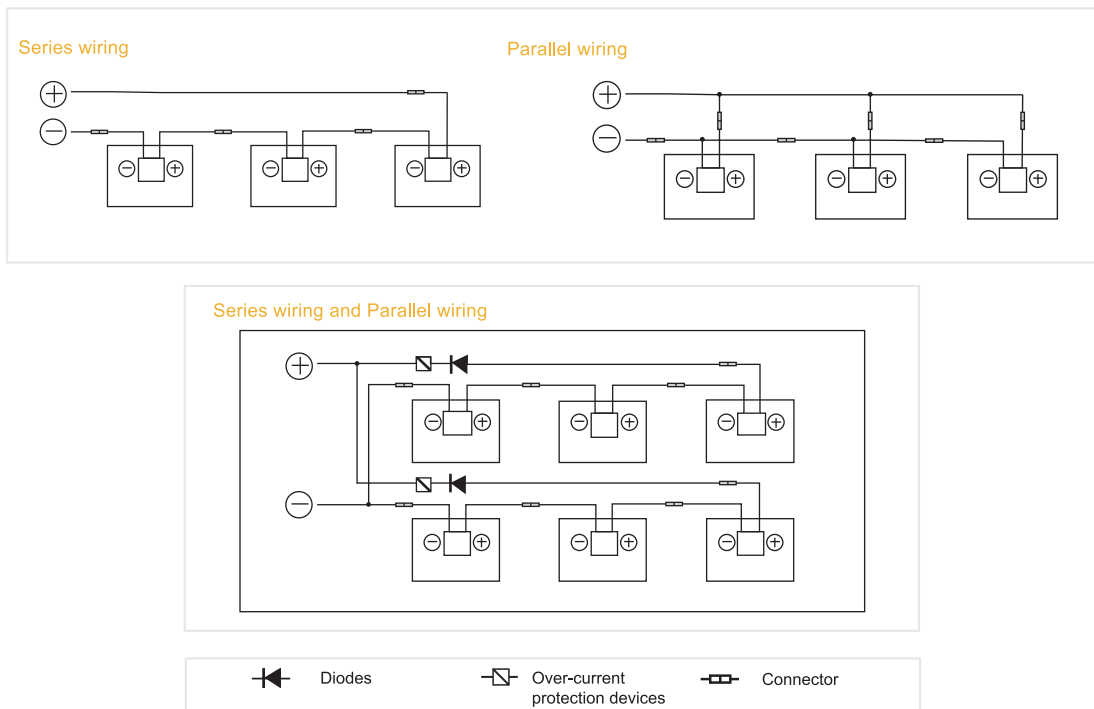 Series wiring
Parallel wiring
Series wiring and Parallel wiring
Diodes
Over-current
protection devices
Connector